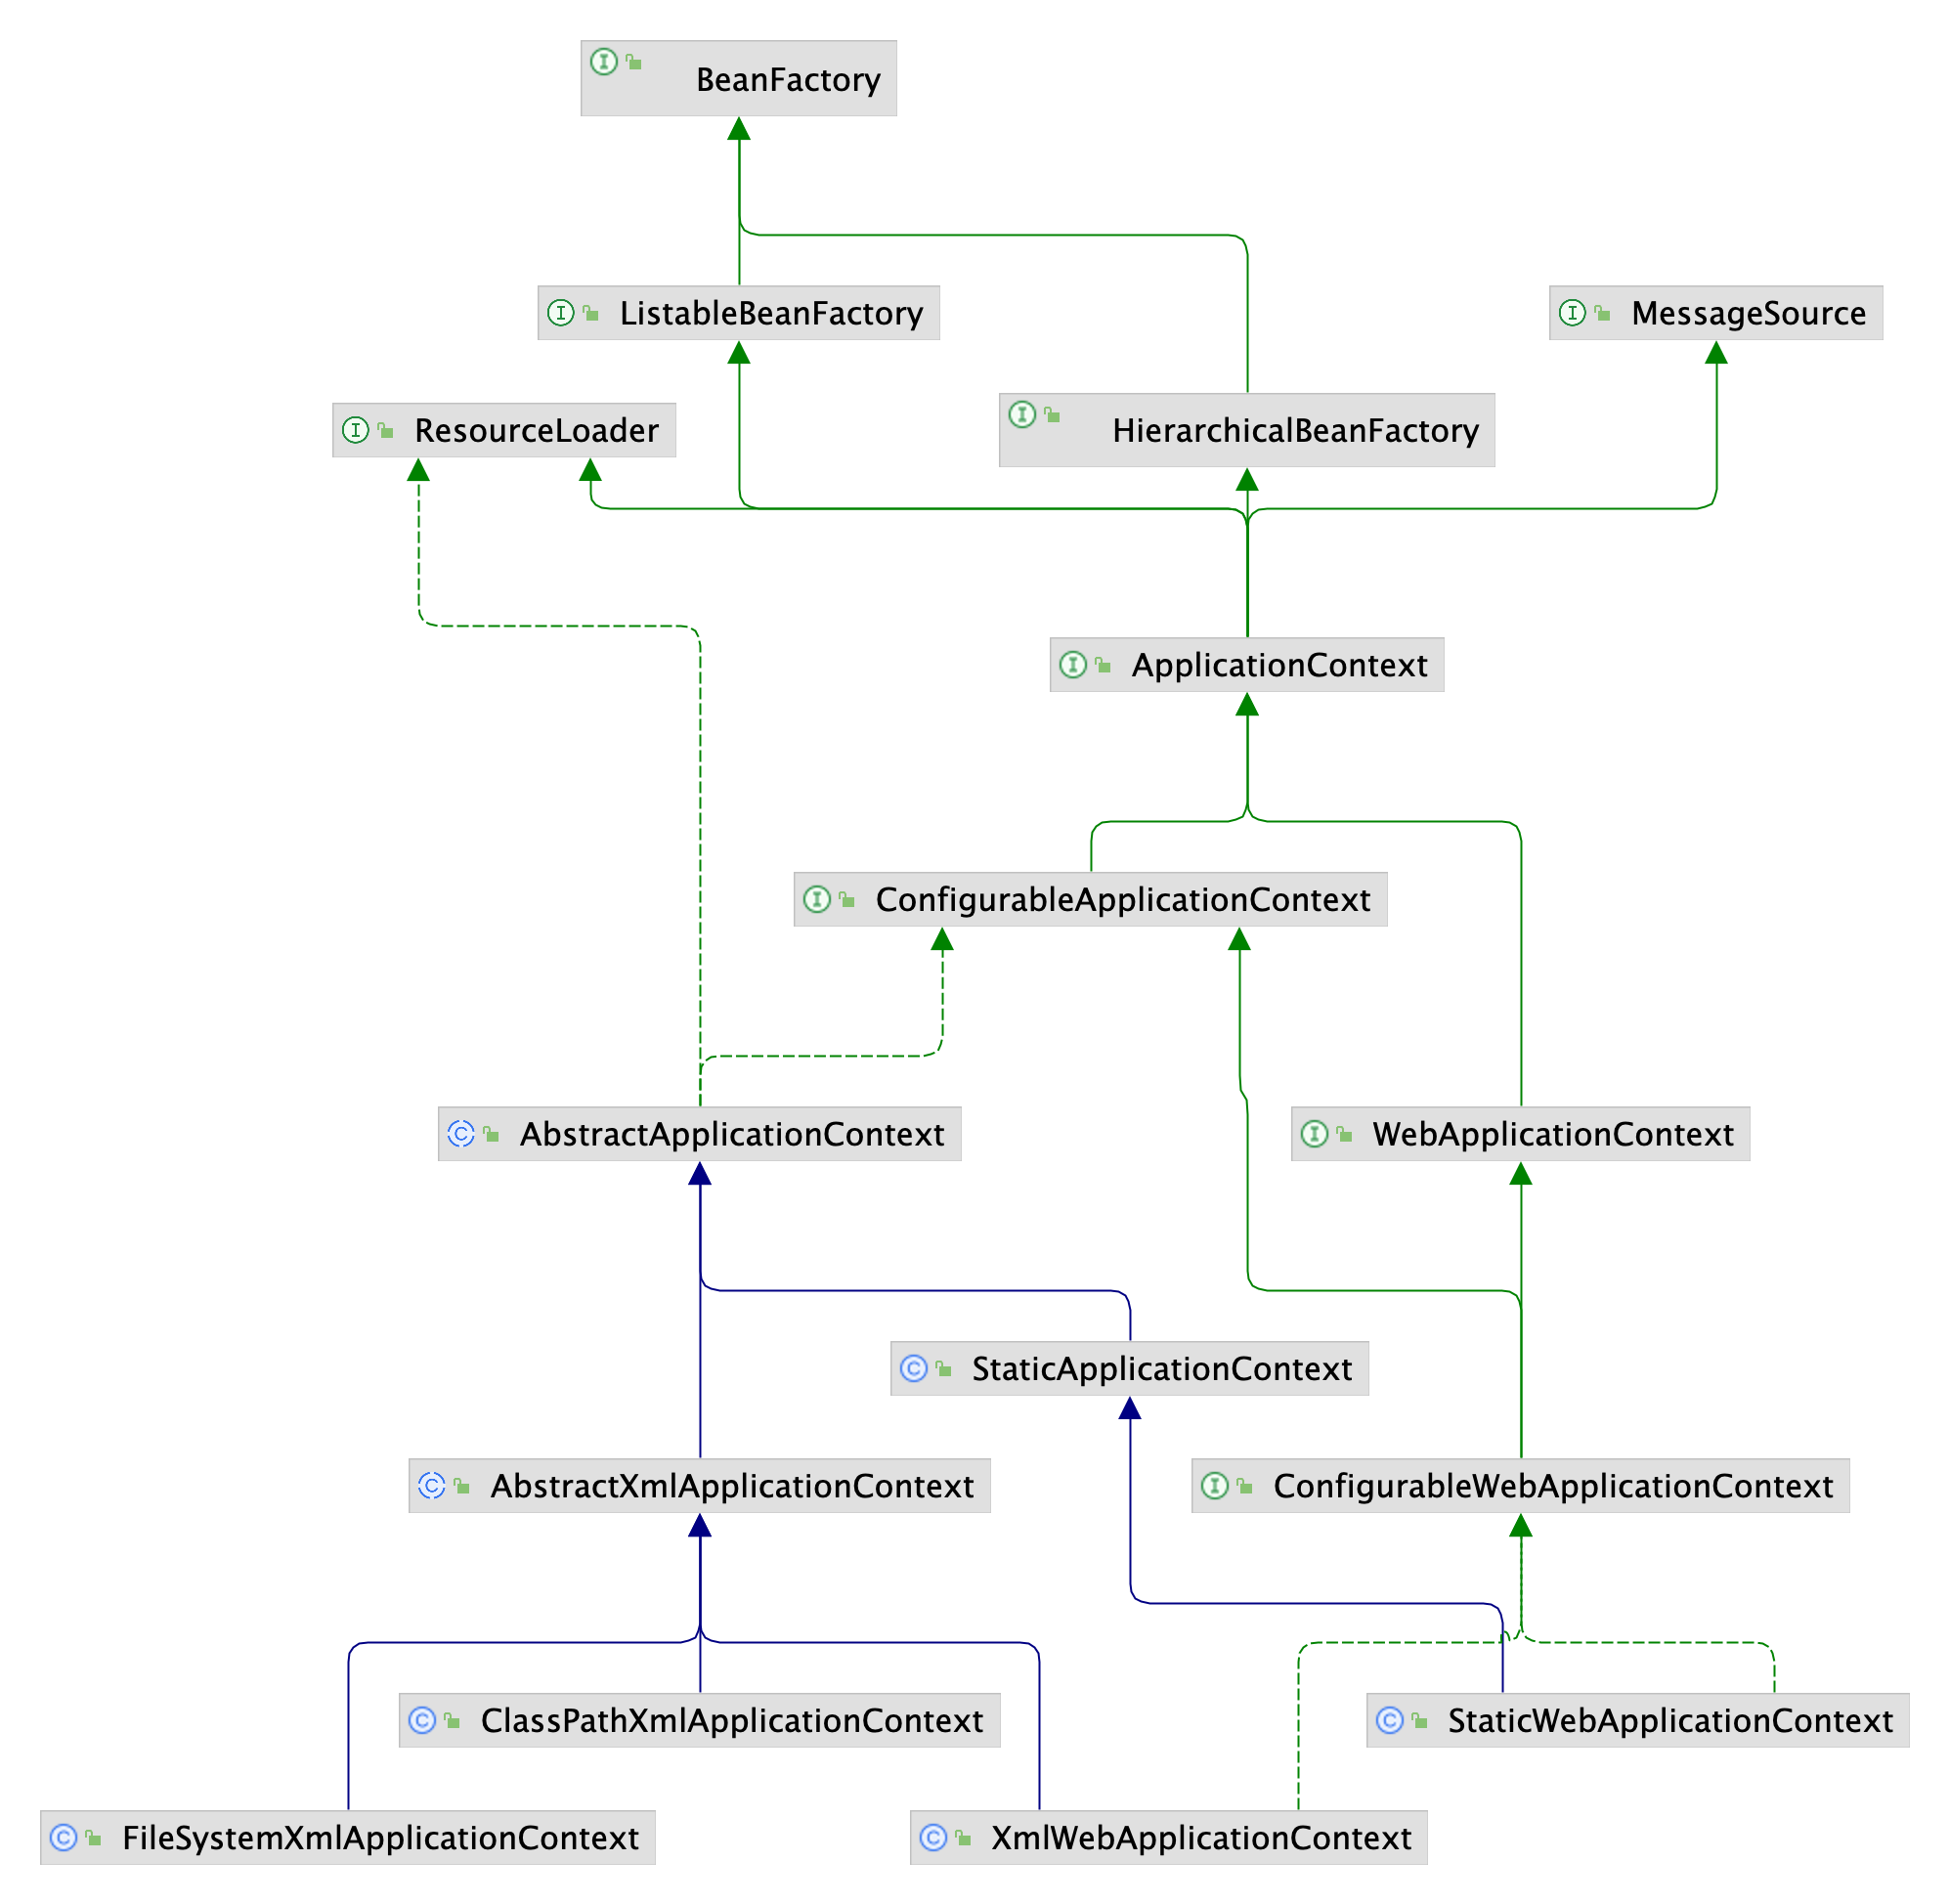 BeanFactory
ListableBeanFactory
MessageSource
ResourceLoader
HierarchicalBeanFactory
ApplicationContext
ConfigurableApplicationContext
AbstractApplicationContext
WebApplicationContext
StaticApplicationContext
AbstractXmlApplicationContext
ConfigurableWebApplicationContext
ClassPathXmlApplicationContext
StaticWebApplicationContext
FileSystemXmlApplicationContext
XmlWebApplicationContext